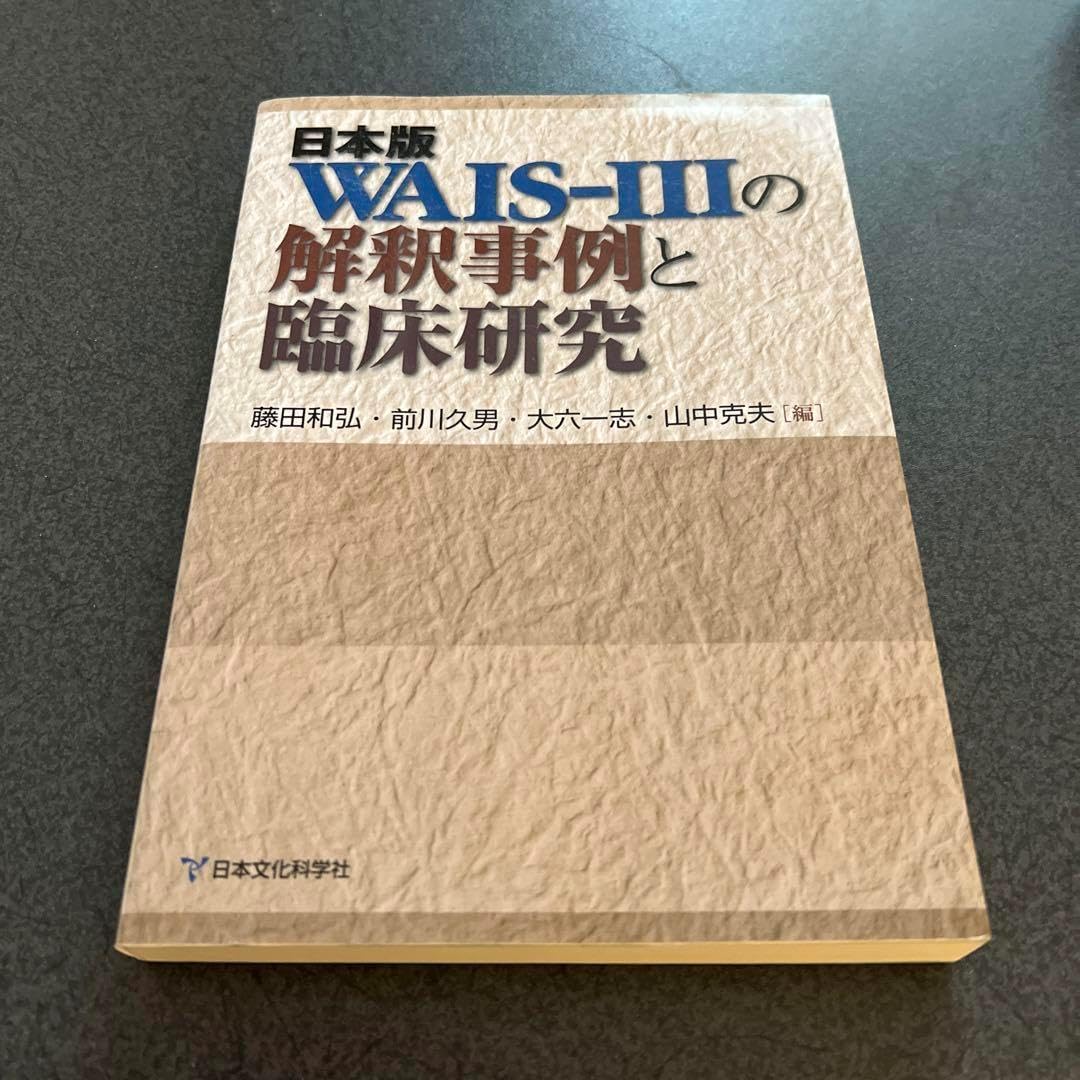 日本版
WAIS-IIIの
解釈事例と
臨床研究
藤田和弘・前川久男・大六一志・山中克夫[編]
日本文化科学社